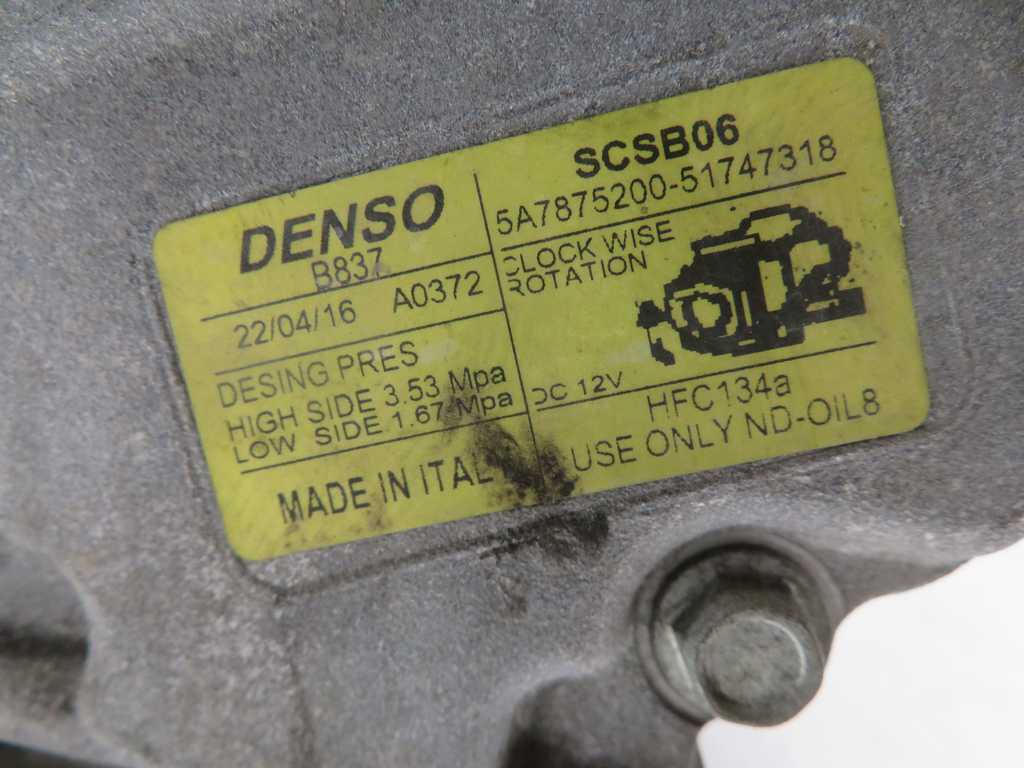 DENSO
B837
22/04/16 A0372
DESING PRES
HIGH SIDE 3.53 Mpa
LOW SIDE 1.67 Mpa
MADE IN
SCSB06
5A7875200-51747318
CLOCK WISE
ROTATION
DC 12V
HFC134a
USE ONLY ND-OIL8